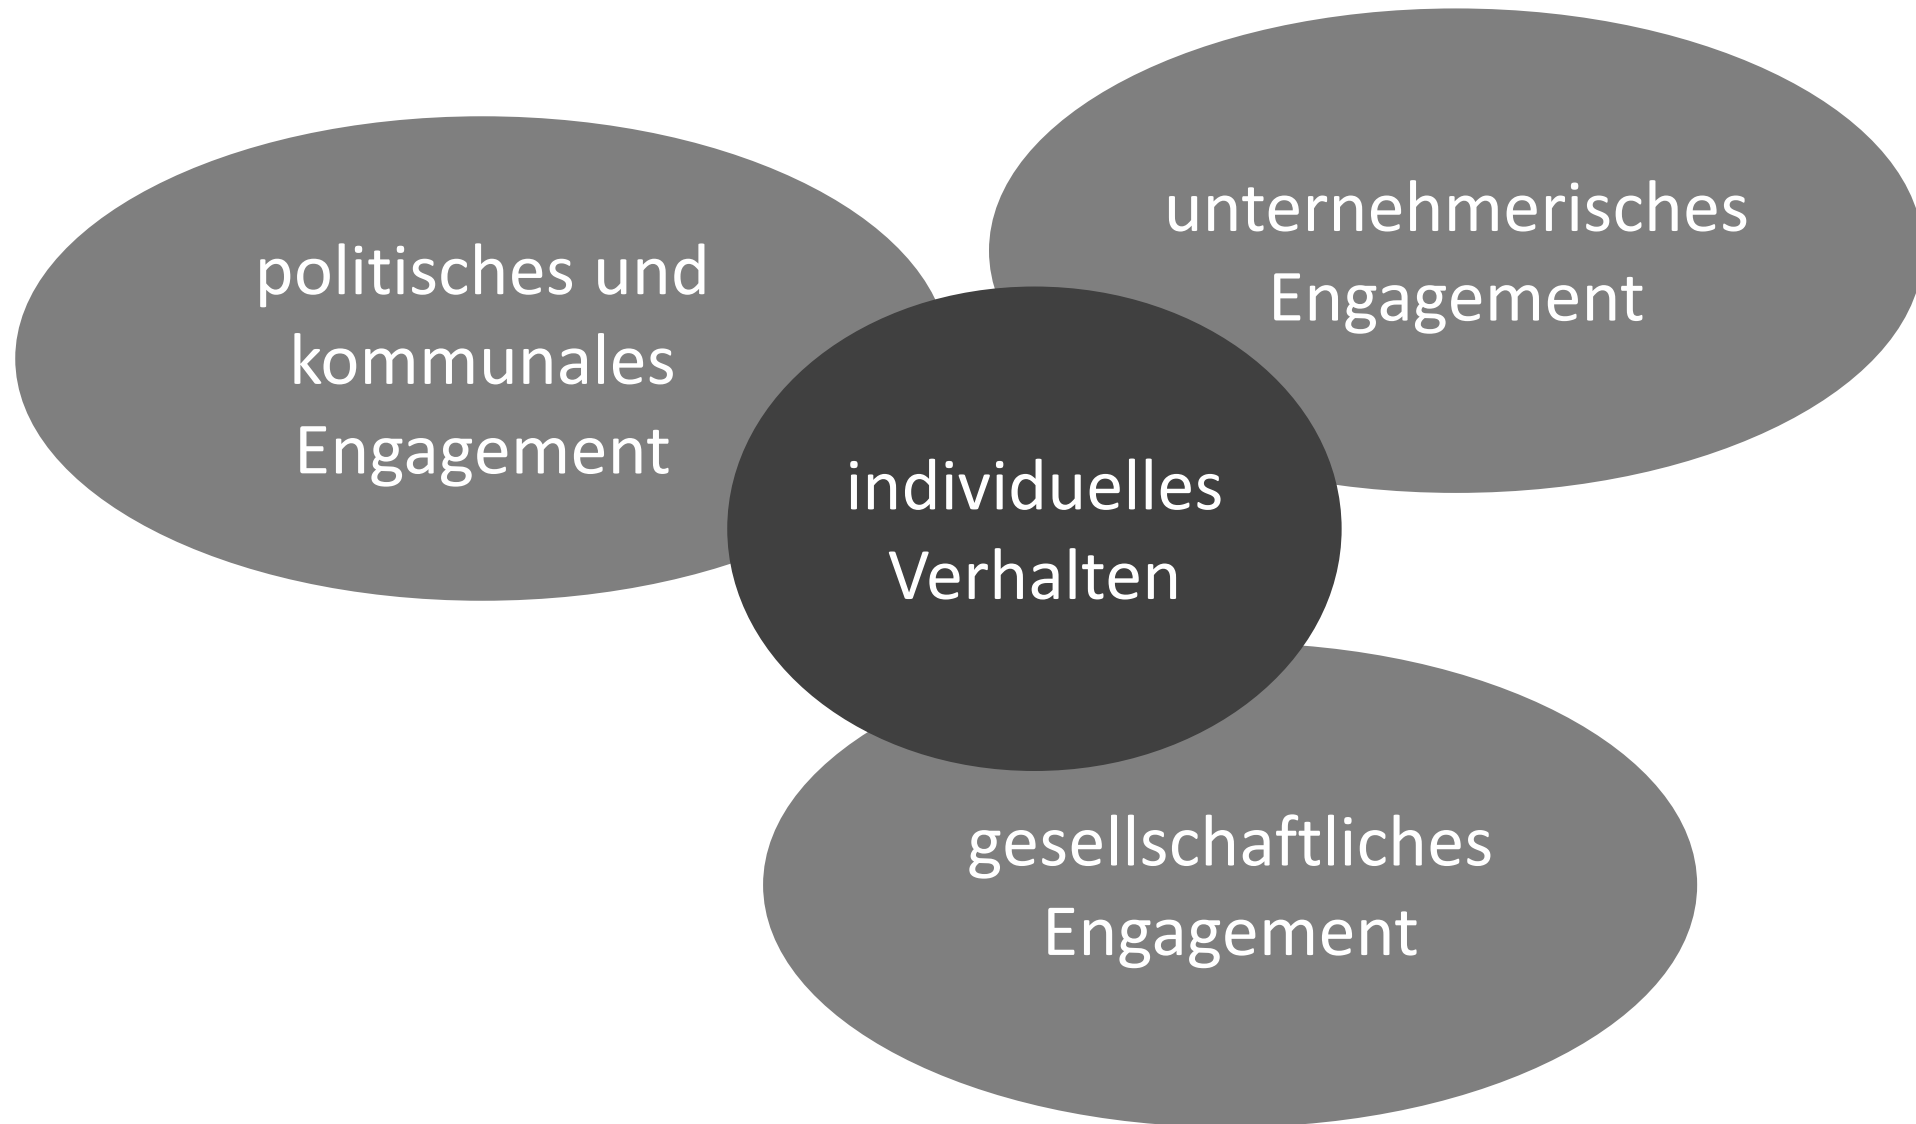 politisches und
kommunales
Engagement
unternehmerisches
Engagement
individuelles
Verhalten
gesellschaftliches
Engagement